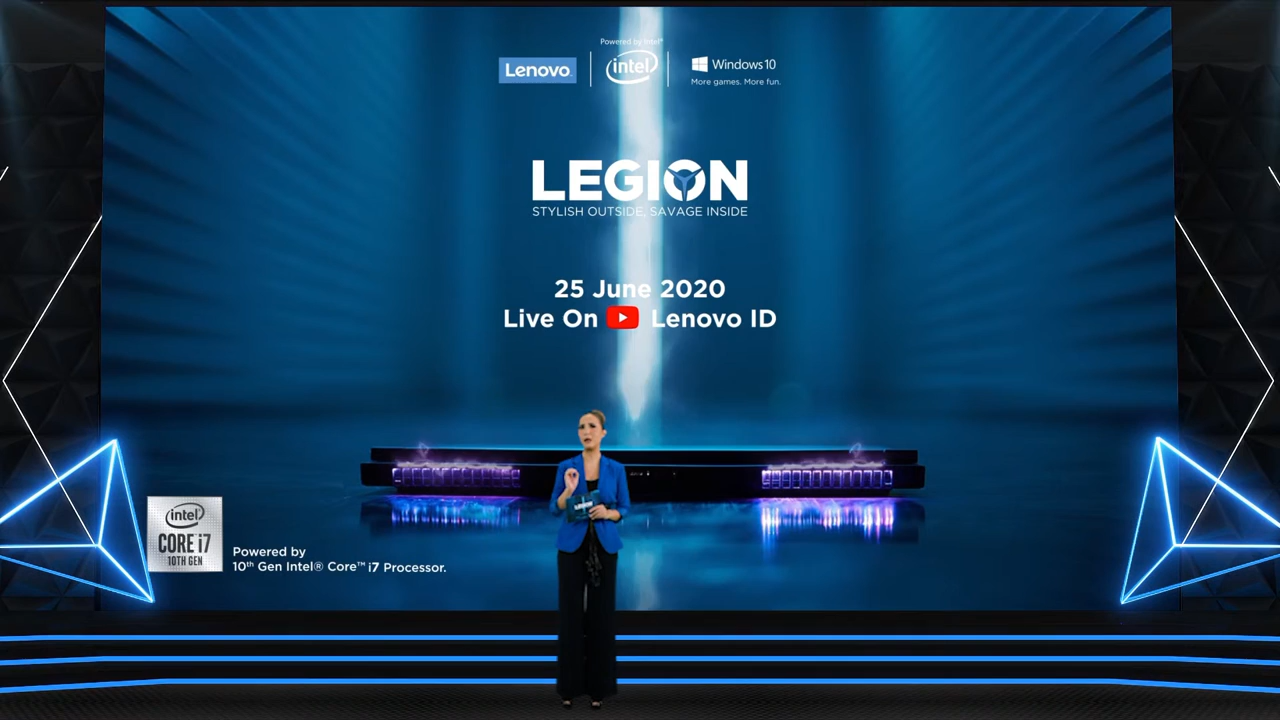 Powered by Intel®
Lenovo.
intel
Windows 10
More games. More fun.
LEGION
STYLISH OUTSIDE, SAVAGE INSIDE
25 June 2020
Live On Lenovo ID
intel
CORE i7
10TH GEN
Powered by
10th Gen Intel® Core™ i7 Processor.
LEGION